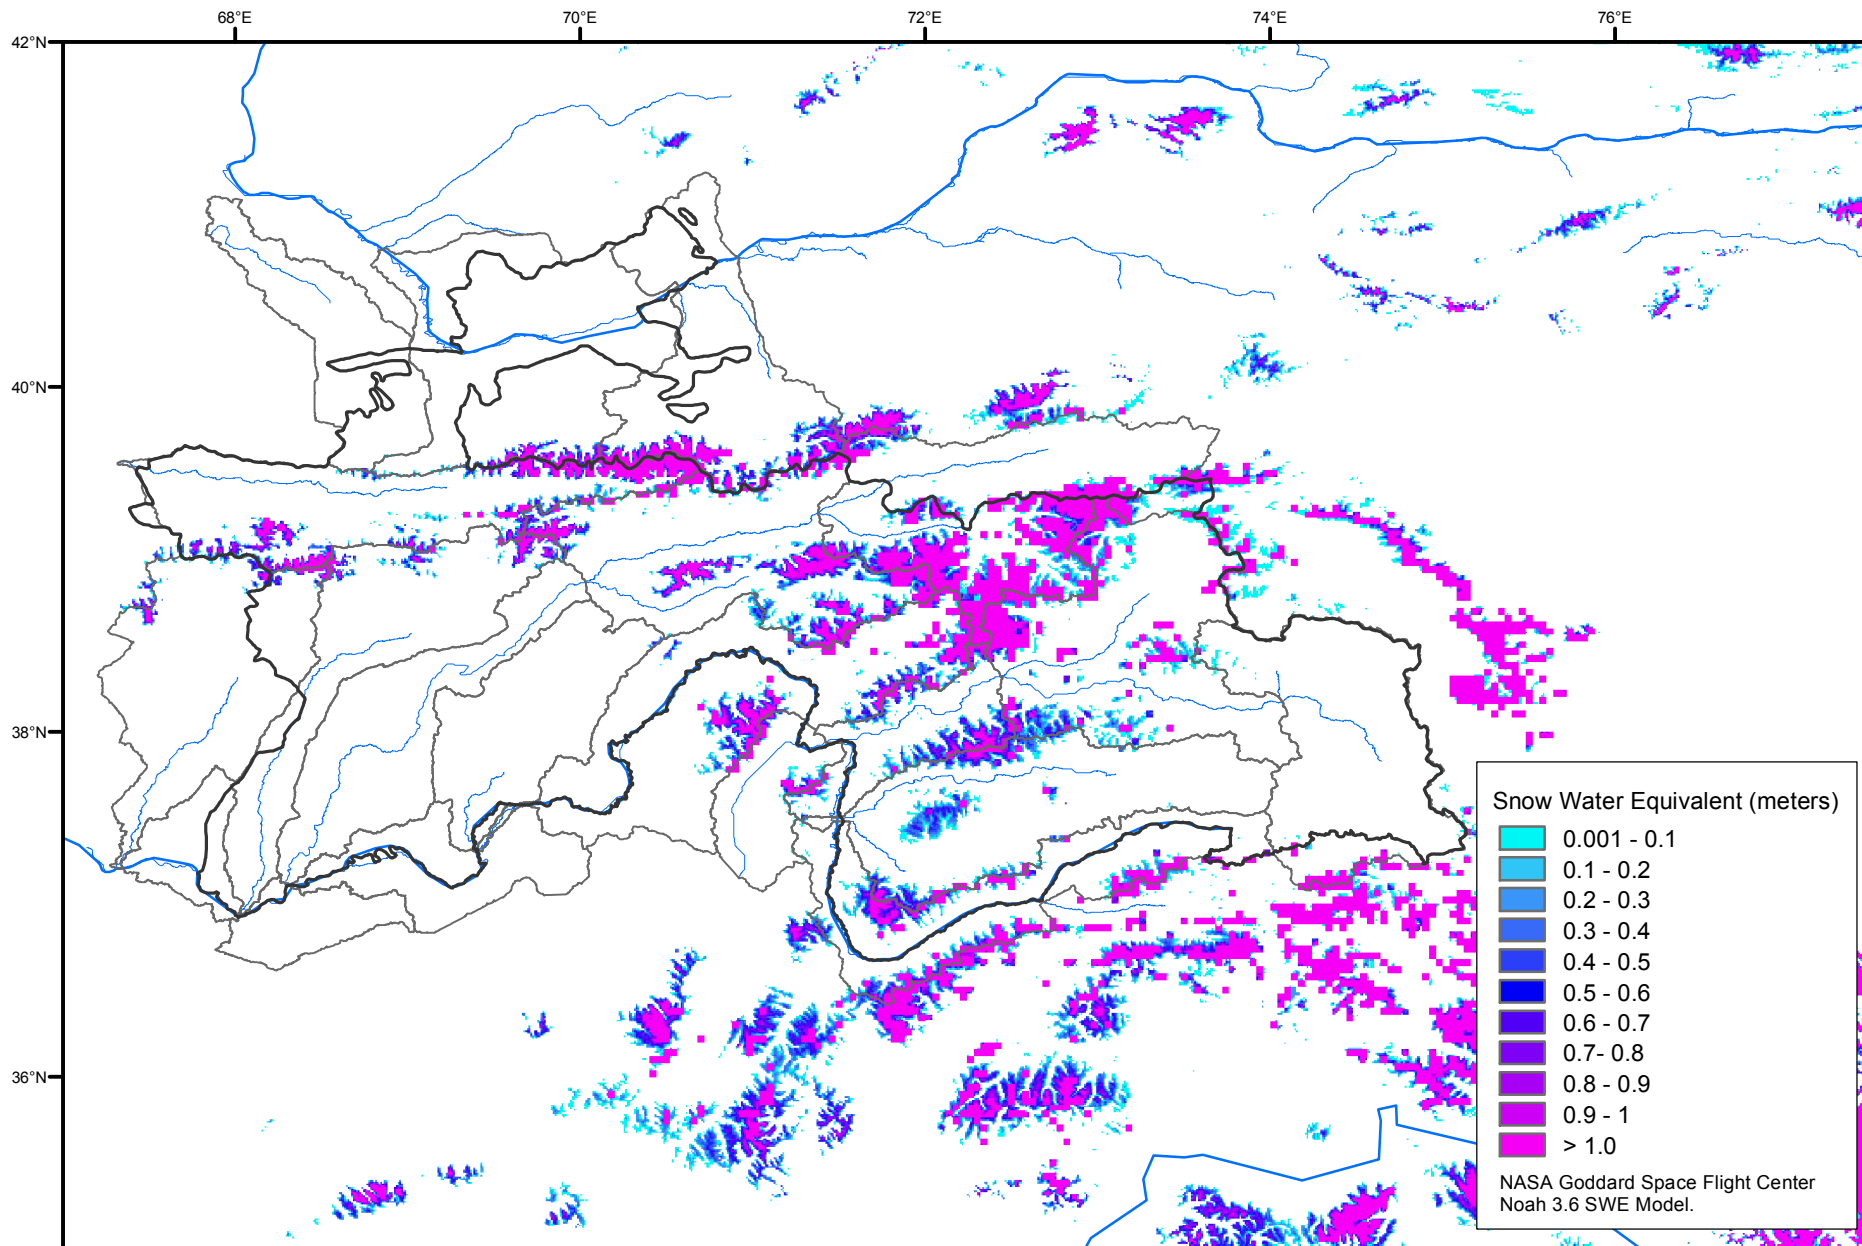 68°E
70°E
72°E
74°E
76°E
42°N
40°N
38°N
36°N
Snow Water Equivalent (meters)
0.001 - 0.1
0.1 - 0.2
0.2 - 0.3
0.3 - 0.4
0.4 - 0.5
0.5 - 0.6
0.6 - 0.7
0.7- 0.8
0.8 - 0.9
0.9 - 1
> 1.0
NASA Goddard Space Flight Center
Noah 3.6 SWE Model.